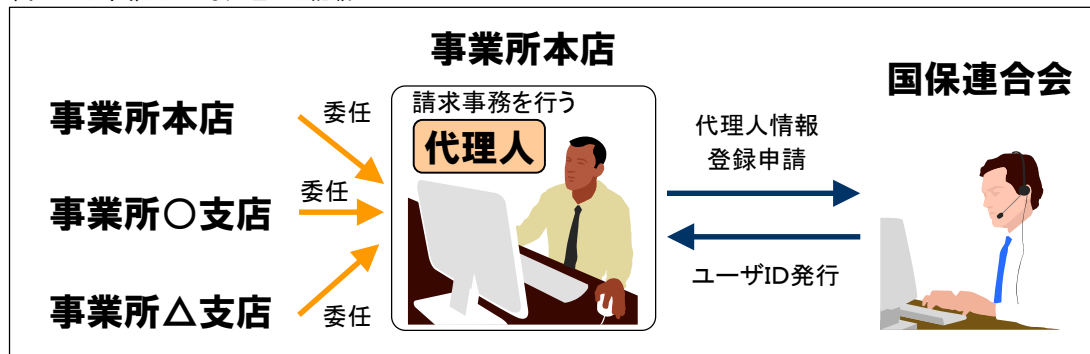 事業所本店
国保連合会
事業所本店
委任
請求事務を行う
代理人
代理人情報
登録申請
事業所○支店
委任
ユーザID発行
事業所△支店
委任